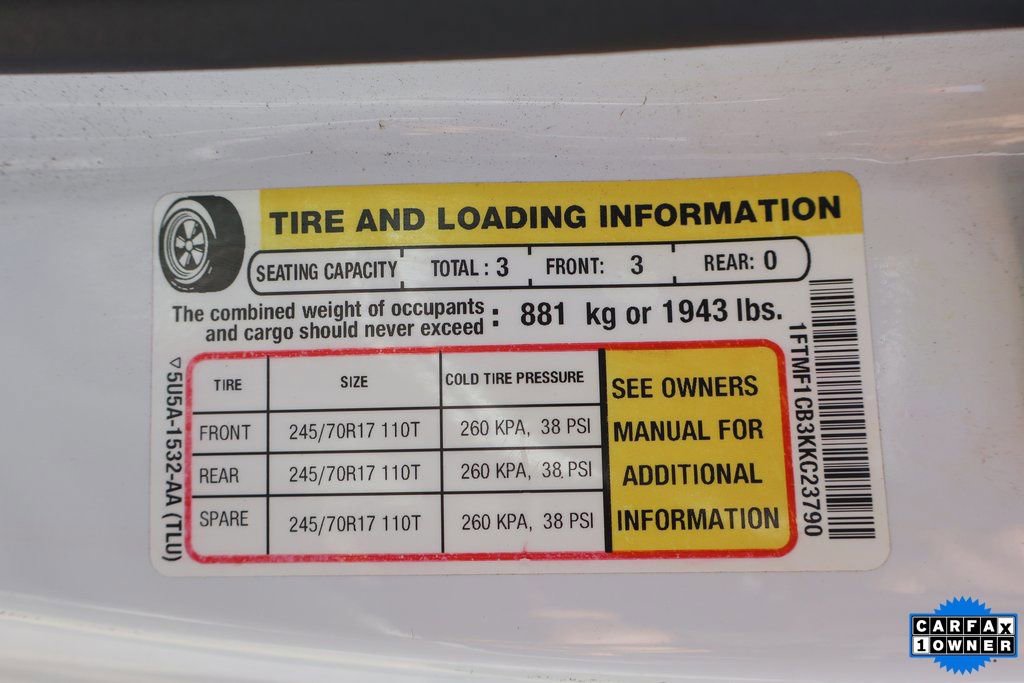 TIRE AND LOADING INFORMATION
SEATING CAPACITY TOTAL : 3 FRONT: 3 REAR: 0
The combined weight of occupants
and cargo should never exceed : 881 kg or 1943 lbs.
TIRE SIZE COLD TIRE PRESSURE
FRONT 245/70R17 110T 260 KPA, 38 PSI
REAR 245/70R17 110T 260 KPA, 38 PSI
SPARE 245/70R17 110T 260 KPA, 38 PSI
SEE OWNERS
MANUAL FOR
ADDITIONAL
INFORMATION
5U5A-1532-AA (TLU)
1FTMF1CB3KKC23790
CARFAX
1 OWNER